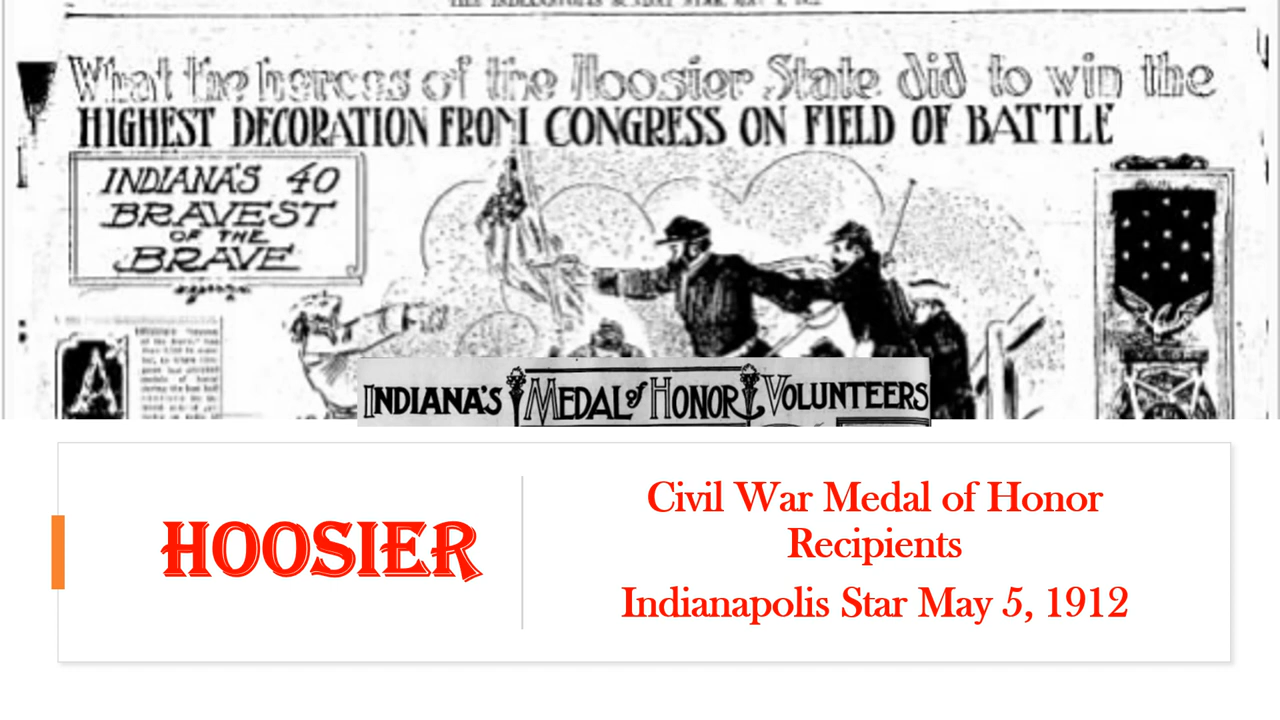 What the heroes of the Hoosier State did to win the
HIGHEST DECORATION FROM CONGRESS ON FIELD OF BATTLE
INDIANA'S 40
BRAVEST
OF THE
BRAVE
A
INDIANA'S MEDAL of HONOR VOLUNTEERS
HOOSIER
Civil War Medal of Honor
Recipients
Indianapolis Star May 5, 1912